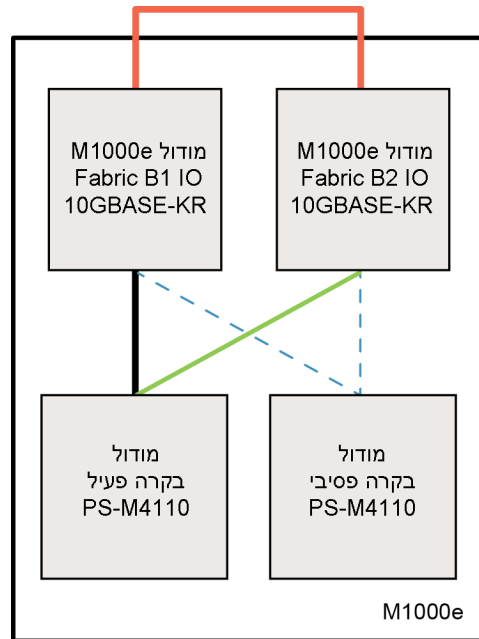 מודול M1000e
Fabric B1 IO
10GBASE-KR
מודול M1000e
Fabric B2 IO
10GBASE-KR
מודול
בקרה פעיל
PS-M4110
מודול
בקרה פסיבי
PS-M4110
M1000e